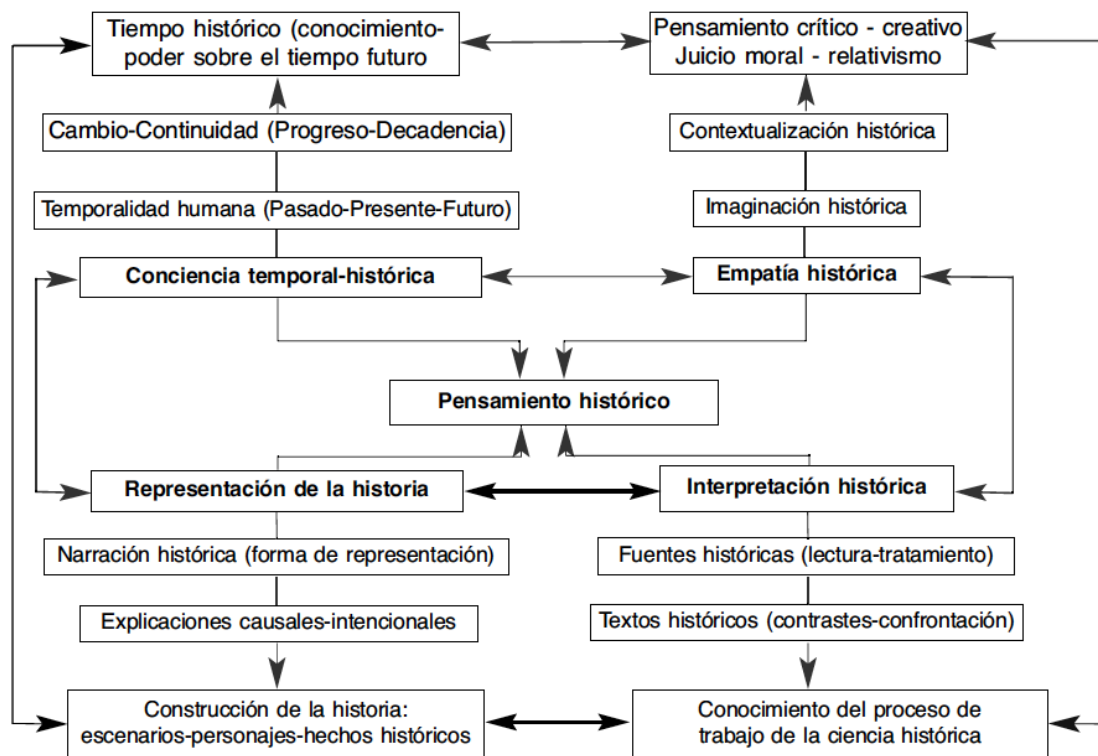 Tiempo histórico (conocimiento-
poder sobre el tiempo futuro
Pensamiento crítico - creativo
Juicio moral - relativismo
Cambio-Continuidad (Progreso-Decadencia)
Contextualización histórica
Temporalidad humana (Pasado-Presente-Futuro)
Imaginación histórica
Conciencia temporal-histórica
Empatía histórica
Pensamiento histórico
Representación de la historia
Interpretación histórica
Narración histórica (forma de representación)
Fuentes históricas (lectura-tratamiento)
Explicaciones causales-intencionales
Textos históricos (contrastes-confrontación)
Construcción de la historia:
escenarios-personajes-hechos históricos
Conocimiento del proceso de
trabajo de la ciencia histórica